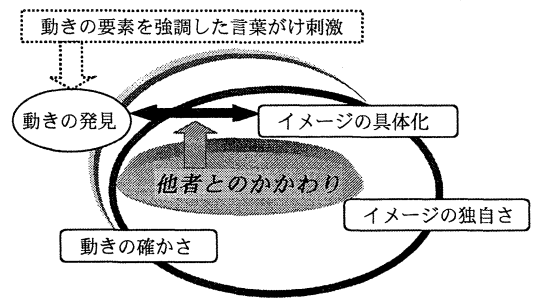 動きの要素を強調した言葉がけ刺激
動きの発見
イメージの具体化
他者とのかかわり
イメージの独自さ
動きの確かさ